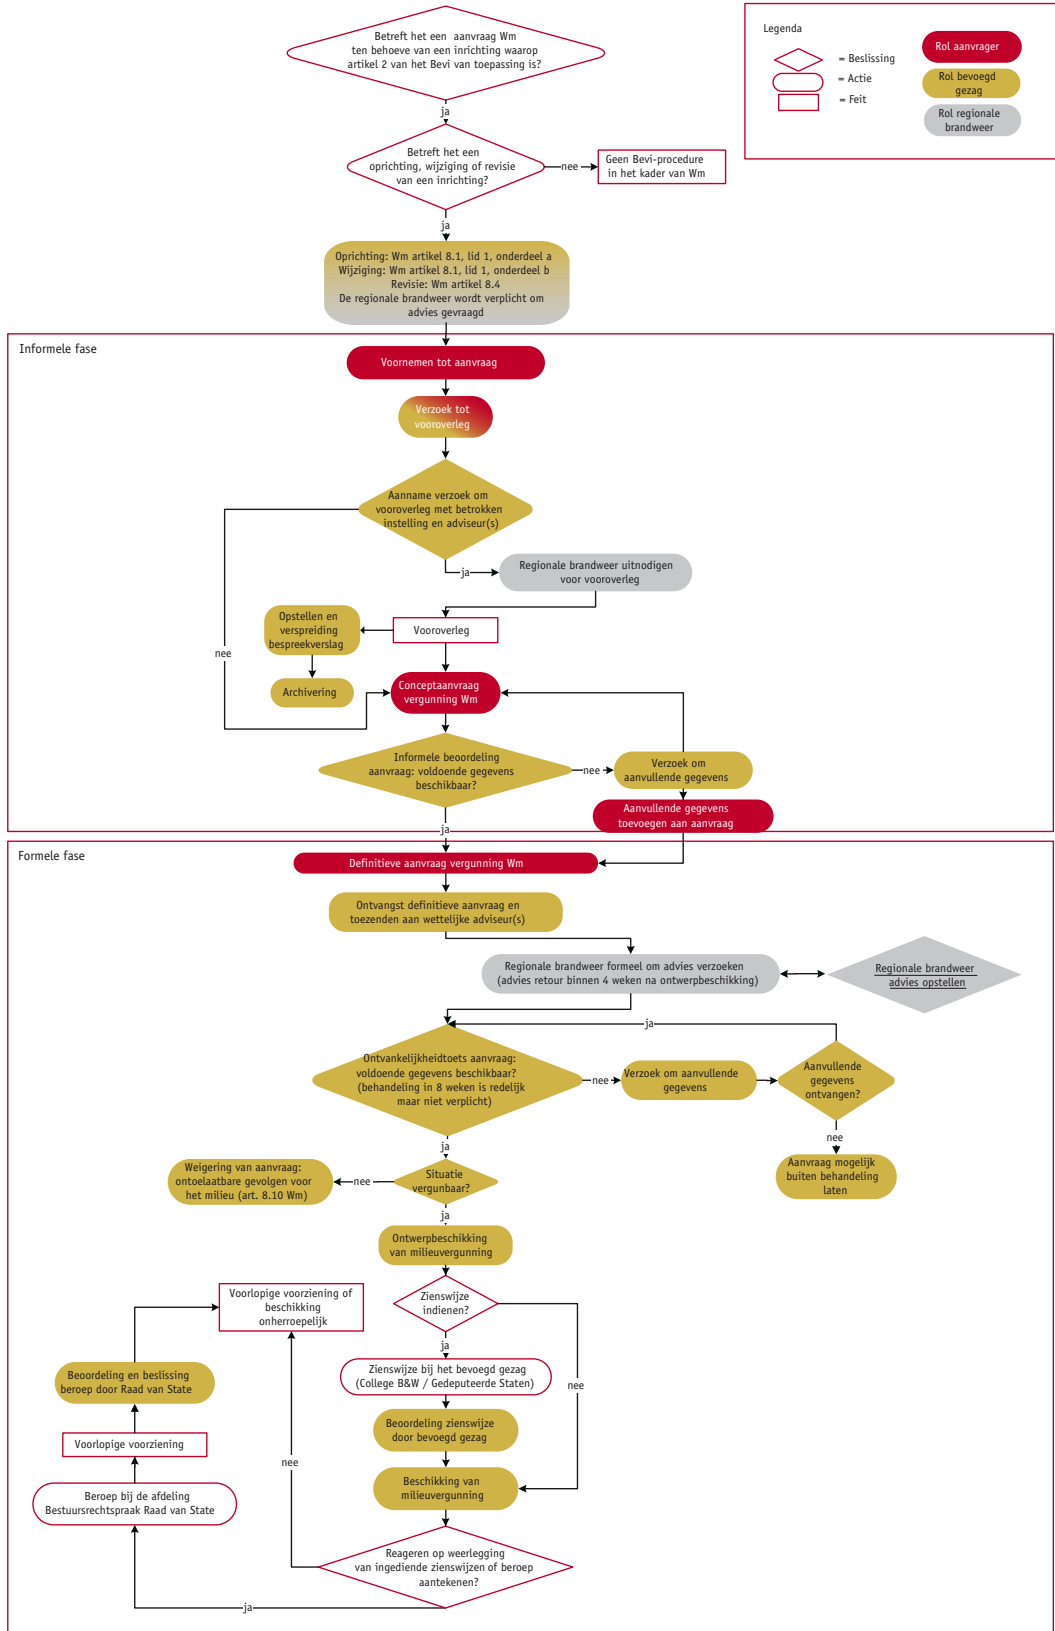 Betreft het een aanvraag Wm
ten behoeve van een inrichting waarop
artikel 2 van het Bevi van toepassing is?
Legenda
= Beslissing
= Actie
= Feit
Rol aanvrager
Rol bevoegd
gezag
Rol regionale
brandweer
ja
Betreft het een
oprichting, wijziging of revisie
van een inrichting?
nee
Geen Bevi-procedure
in het kader van Wm
ja
Oprichting: Wm artikel 8.1, lid 1, onderdeel a
Wijziging: Wm artikel 8.1, lid 1, onderdeel b
Revisie: Wm artikel 8.4
De regionale brandweer wordt verplicht om
advies gevraagd
Informele fase
Voornemen tot aanvraag
Verzoek tot
vooroverleg
Aanname verzoek om
vooroverleg met betrokken
instelling en adviseur(s)
ja
Regionale brandweer uitnodigen
voor vooroverleg
Opstellen en
verspreiding
bespreekverslag
Vooroverleg
nee
Archivering
Conceptaanvraag
vergunning Wm
Informele beoordeling
aanvraag: voldoende gegevens
beschikbaar?
nee
Verzoek om
aanvullende gegevens
Aanvullende gegevens
toevoegen aan aanvraag
ja
Formele fase
Definitieve aanvraag vergunning Wm
Ontvangst definitieve aanvraag en
toezenden aan wettelijke adviseur(s)
Regionale brandweer formeel om advies verzoeken
(advies retour binnen 4 weken na ontwerpbeschikking)
Regionale brandweer
advies opstellen
ja
Ontvankelijkheidtoets aanvraag:
voldoende gegevens beschikbaar?
(behandeling in 8 weken is redelijk
maar niet verplicht)
nee
Verzoek om aanvullende
gegevens
Aanvullende
gegevens
ontvangen?
nee
Aanvraag mogelijk
buiten behandeling
laten
ja
Situatie
vergunbaar?
nee
Weigering van aanvraag:
ontoelaatbare gevolgen voor
het milieu (art. 8.10 Wm)
ja
Ontwerpbeschikking
van milieuvergunning
Zienswijze
indienen?
Voorlopige voorziening of
beschikking
onherroepelijk
ja
Zienswijze bij het bevoegd gezag
(College B&W / Gedeputeerde Staten)
nee
Beoordeling en beslissing
beroep door Raad van State
Beoordeling zienswijze
door bevoegd gezag
Voorlopige voorziening
nee
Beschikking van
milieuvergunning
Beroep bij de afdeling
Bestuursrechtspraak Raad van State
Reageren op weerlegging
van ingediende zienswijzen of beroep
aantekenen?
ja